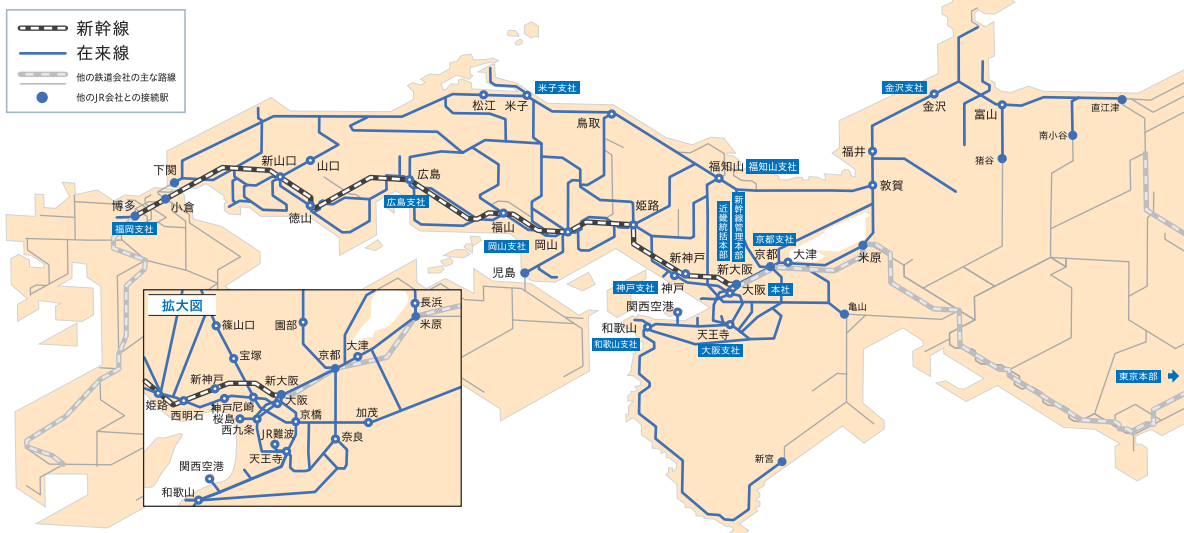 新幹線
在来線
他の鉄道会社の主な路線
他のJR会社との接続駅
松江
米子
米子支社
鳥取
金沢支社
金沢
富山
直江津
南小谷
猪谷
福井
福知山
福知山支社
敦賀
下関
新山口
山口
広島
広島支社
博多
小倉
福岡支社
徳山
福山
岡山
岡山支社
姫路
近畿統括本部
新幹線管理本部
京都支社
京都
大津
米原
児島
新神戸
新大阪
神戸支社
神戸
大阪
本社
関西空港
亀山
和歌山
和歌山支社
天王寺
大阪支社
東京本部
新宮
拡大図
長浜
米原
篠山口
園部
大津
京都
宝塚
新神戸
新大阪
姫路
西明石
神戸
尼崎
大阪
桜島
西九条
京橋
加茂
JR難波
奈良
天王寺
関西空港
和歌山